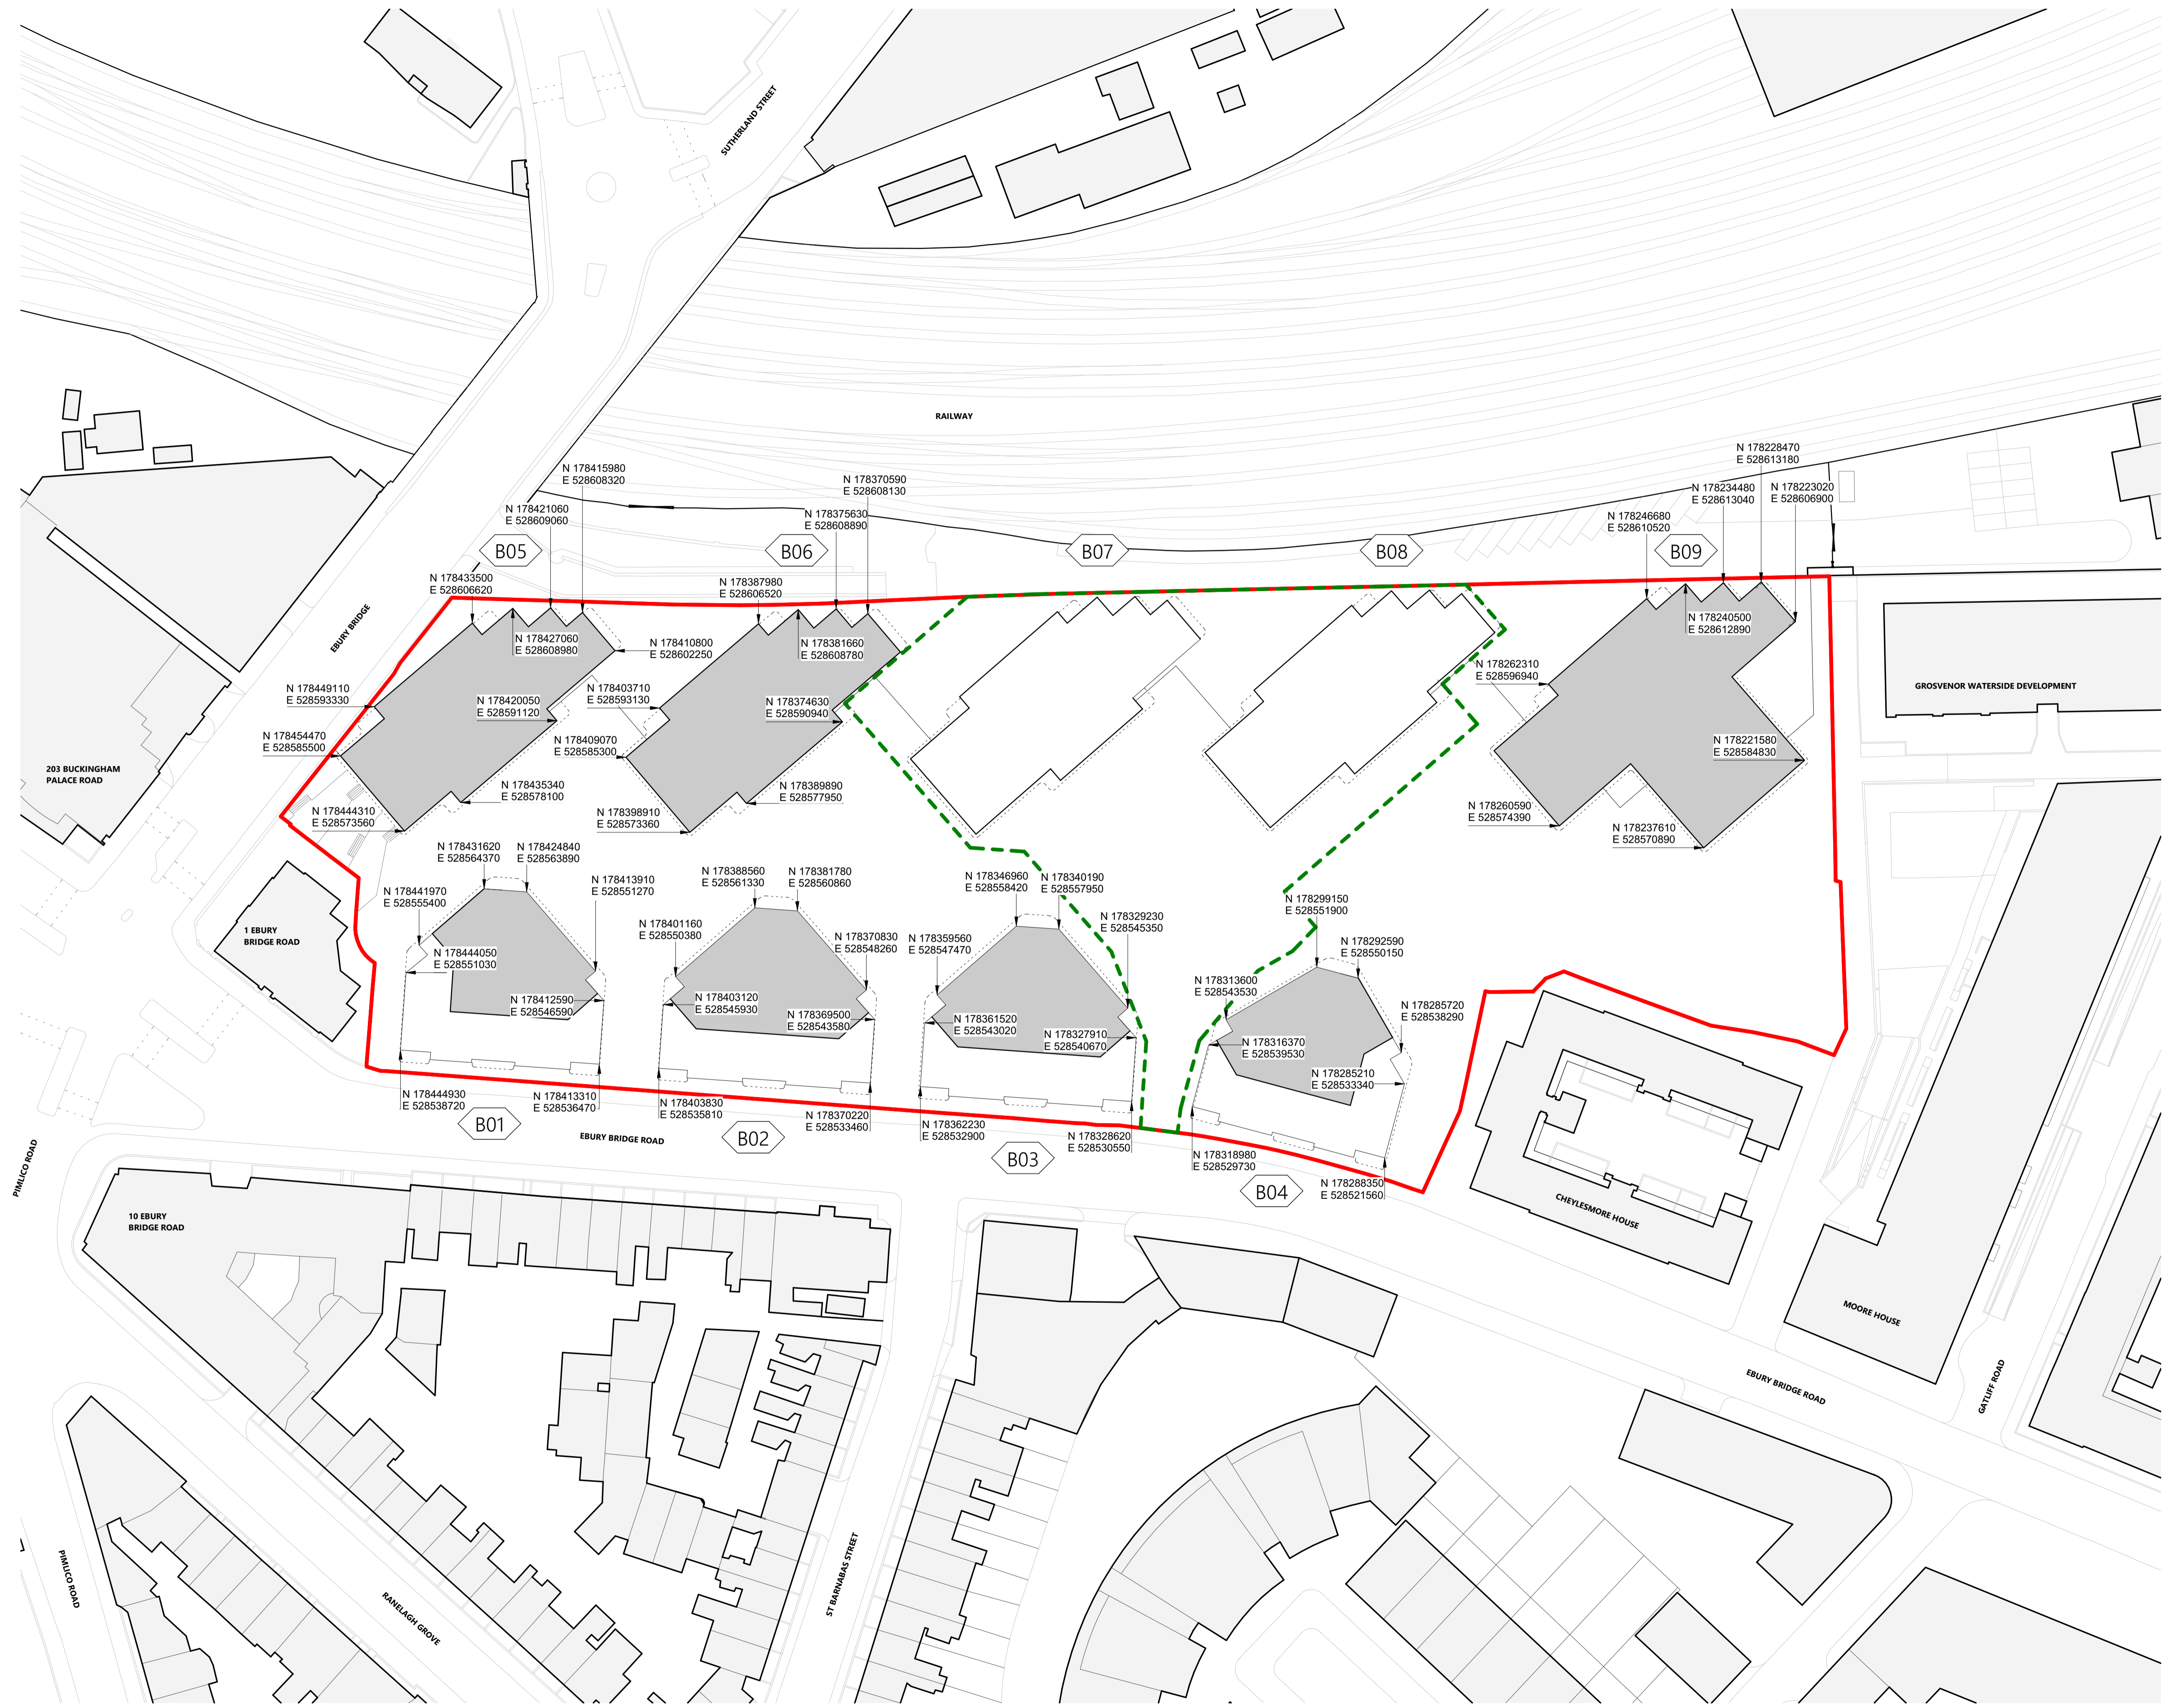 SUTHERLAND STREET
RAILWAY
N 178228470
E 528613180
N 178415980
E 528608320
N 178370590
E 528608130
N 178234480
E 528613040
N 178223020
E 528606900
N 178421060
E 528609060
N 178375630
E 528608890
N 178246680
E 528610520
B05
B06
B07
B08
B09
N 178433500
E 528606620
N 178387980
E 528606520
EBURY BRIDGE
N 178427060
E 528608980
N 178410800
E 528602250
N 178381660
E 528608780
N 178240500
E 528612890
N 178262310
E 528596940
GROSVENOR WATERSIDE DEVELOPMENT
N 178449110
E 528593330
N 178403710
E 528593130
N 178420050
E 528591120
N 178374630
E 528590940
N 178454470
E 528585500
N 178409070
E 528585300
N 178221580
E 528584830
203 BUCKINGHAM
PALACE ROAD
N 178435340
E 528578100
N 178389890
E 528577950
N 178444310
E 528573560
N 178398910
E 528573360
N 178260590
E 528574390
N 178237610
E 528570890
N 178431620
E 528564370
N 178424840
E 528563890
N 178388560
E 528561330
N 178381780
E 528560860
N 178346960
E 528558420
N 178340190
E 528557950
N 178413910
E 528551270
N 178441970
E 528555400
N 178299150
E 528551900
N 178329230
E 528545350
N 178401160
E 528550380
1 EBURY
BRIDGE ROAD
N 178370830
E 528548260
N 178359560
E 528547470
N 178292590
E 528550150
N 178444050
E 528551030
N 178313600
E 528543530
N 178412590
E 528546590
N 178403120
E 528545930
N 178369500
E 528543580
N 178361520
E 528543020
N 178327910
E 528540670
N 178285720
E 528538290
N 178316370
E 528539530
N 178285210
E 528533340
N 178444930
E 528538720
N 178413310
E 528536470
N 178403830
E 528535810
N 178370220
E 528533460
N 178362230
E 528532900
N 178328620
E 528530550
N 178318980
E 528529730
N 178288350
E 528521560
B01
B02
B03
B04
EBURY BRIDGE ROAD
PIMLICO ROAD
10 EBURY
BRIDGE ROAD
CHEYLESMORE HOUSE
MOORE HOUSE
EBURY BRIDGE ROAD
GATLIFF ROAD
PIMLICO ROAD
RANELAGH GROVE
ST BARNABAS STREET